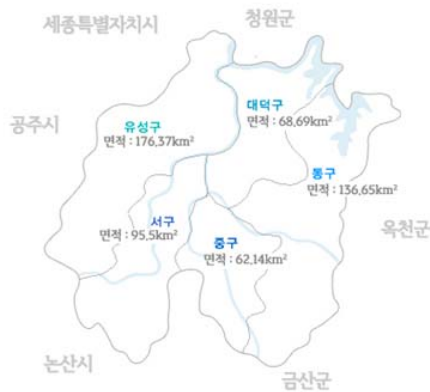 세종특별자치시
청원군
공주시
유성구
면적 : 176.37km²
대덕구
면적 : 68.69km²
동구
면적 : 136.65km²
서구
면적 : 95.5km²
중구
면적 : 62.14km²
옥천군
논산시
금산군